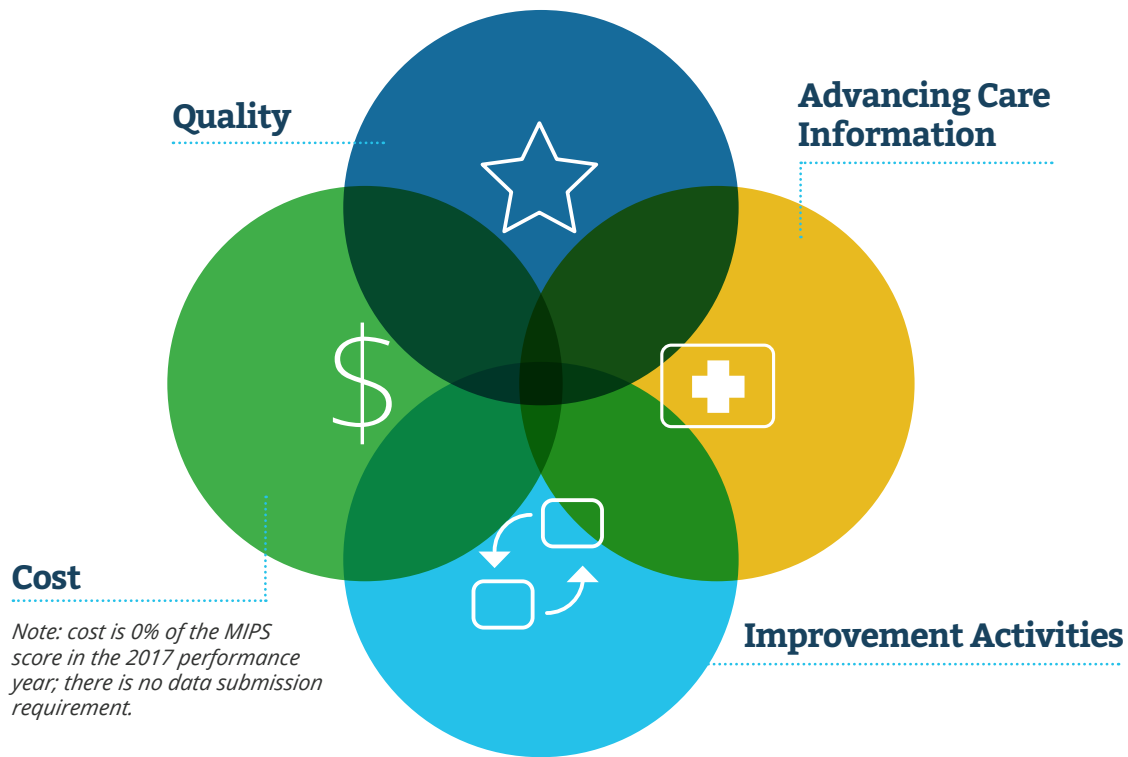 Quality
Advancing Care
Information
$
Cost
Note: cost is 0% of the MIPS
score in the 2017 performance
year; there is no data submission
requirement.
Improvement Activities